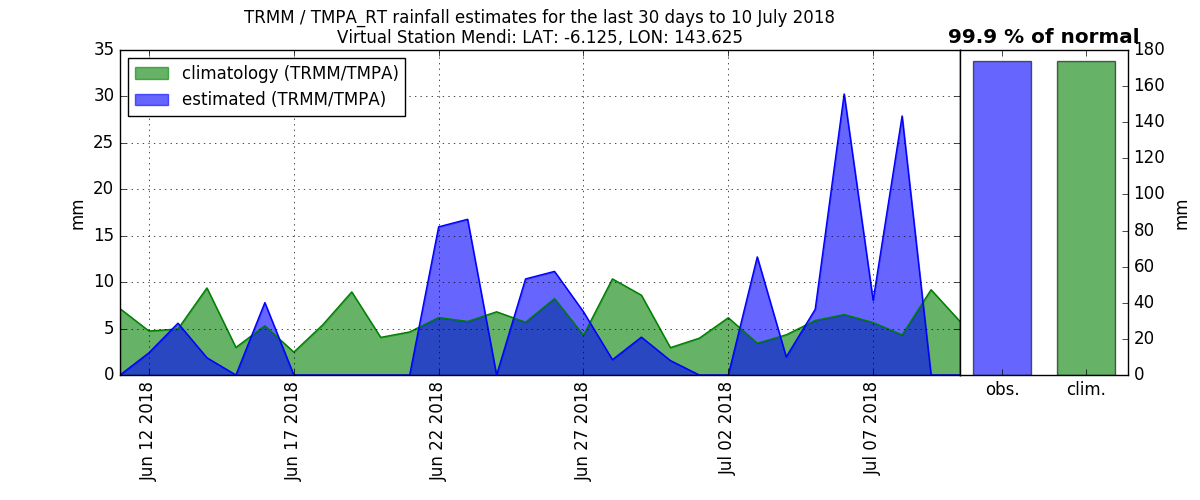 TRMM / TMPA_RT rainfall estimates for the last 30 days to 10 July 2018
Virtual Station Mendi: LAT: -6.125, LON: 143.625
99.9 % of normal
climatology (TRMM/TMPA)
estimated (TRMM/TMPA)
35
30
25
20
15
10
5
0
mm
Jun 12 2018
Jun 17 2018
Jun 22 2018
Jun 27 2018
Jul 02 2018
Jul 07 2018
obs.
clim.
180
160
140
120
100
80
60
40
20
0
mm